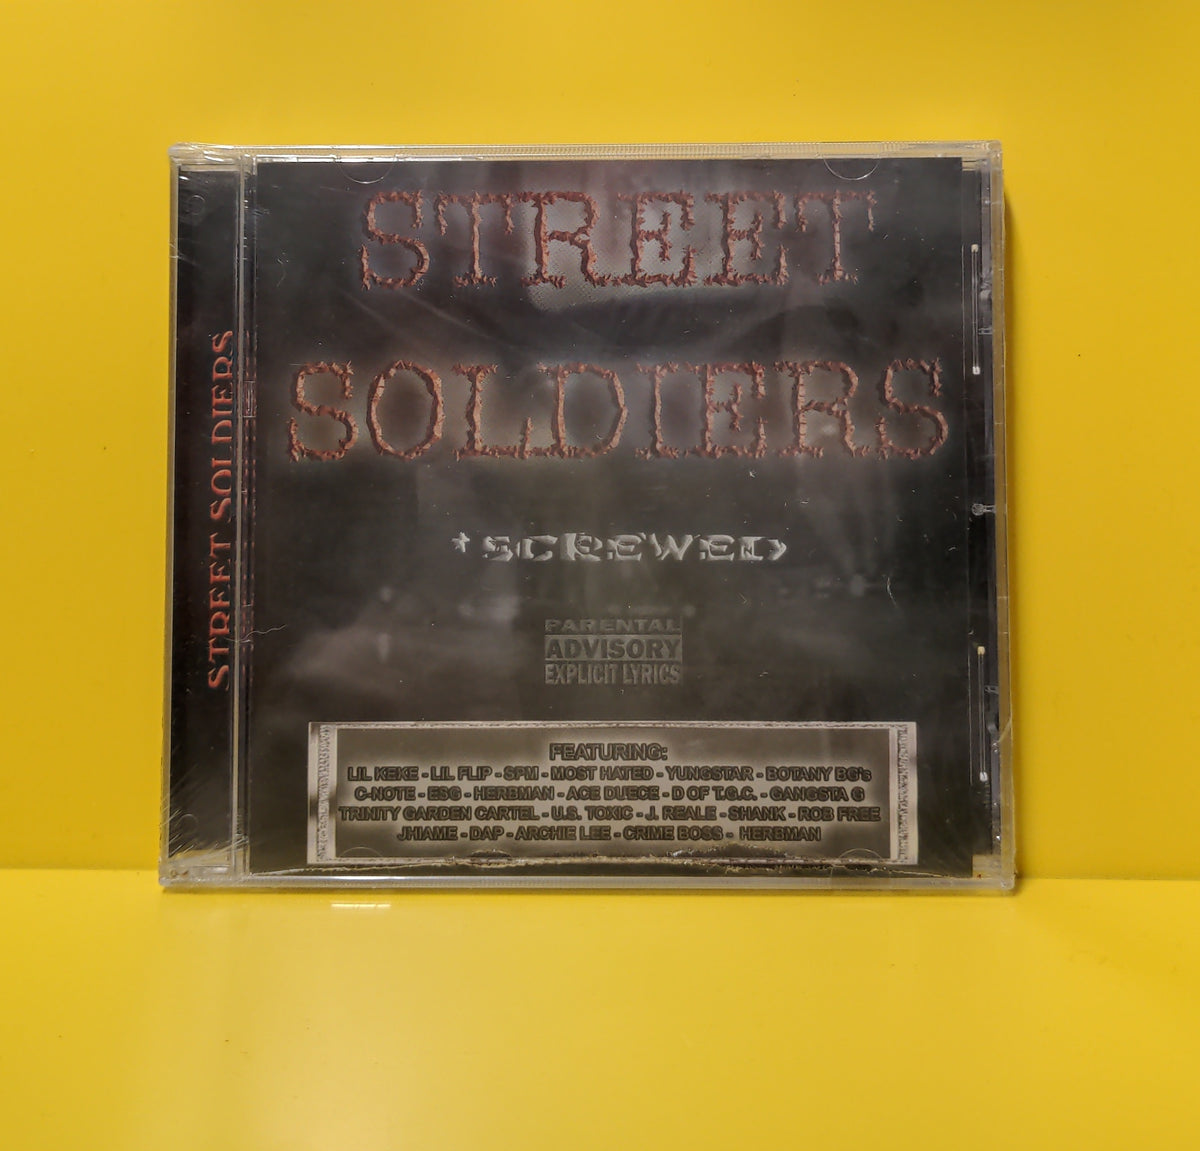 STREET SOLDIERS
STREET
SOLDIERS
*SCREWED
PARENTAL
ADVISORY
EXPLICIT LYRICS
FEATURING:
LIL KEKE - LIL FLIP - SPM - MOST HATED - YUNGSTAR - BOTANY BG's
C-NOTE - ESG - HERBMAN - ACE DUECE - D OF T.G.C. - GANGSTA G
TRINITY GARDEN CARTEL - U.S. TOXIC - J. REALE - SHANK - ROB FREE
JHIAME - DAP - ARCHIE LEE - CRIME BOSS - HERBMAN